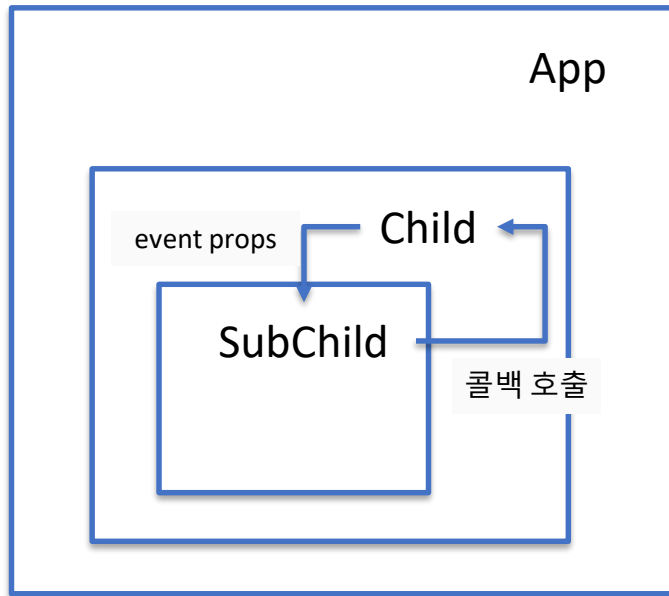 App
event props
Child
SubChild
콜백 호출